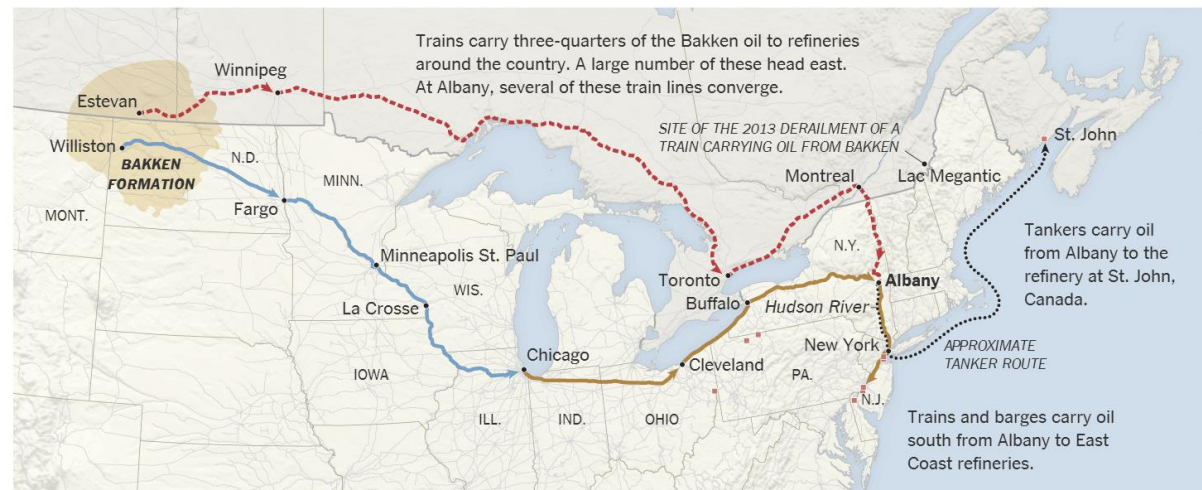 Trains carry three-quarters of the Bakken oil to refineries
around the country. A large number of these head east.
At Albany, several of these train lines converge.
Winnipeg
Estevan
SITE OF THE 2013 DERAILMENT OF A
TRAIN CARRYING OIL FROM BAKKEN
St. John
Williston
BAKKEN
FORMATION
N.D.
MINN.
Montreal
Lac Megantic
MONT.
Fargo
N.Y.
Tankers carry oil
from Albany to the
refinery at St. John,
Canada.
Minneapolis St. Paul
WIS.
La Crosse
Toronto
Albany
Buffalo
Hudson River
New York
APPROXIMATE
TANKER ROUTE
Chicago
Cleveland
IOWA
PA.
N.J.
ILL.
IND.
OHIO
Trains and barges carry oil
south from Albany to East
Coast refineries.